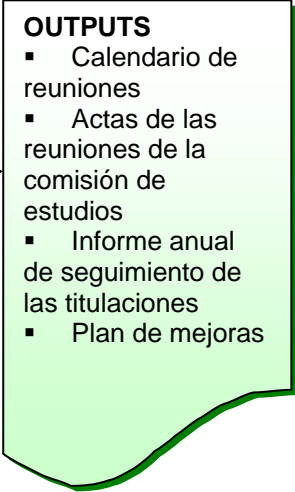 OUTPUTS
▪ Calendario de
reuniones
▪ Actas de las
reuniones de la
comisión de
estudios
▪ Informe anual
de seguimiento de
las titulaciones
▪ Plan de mejoras